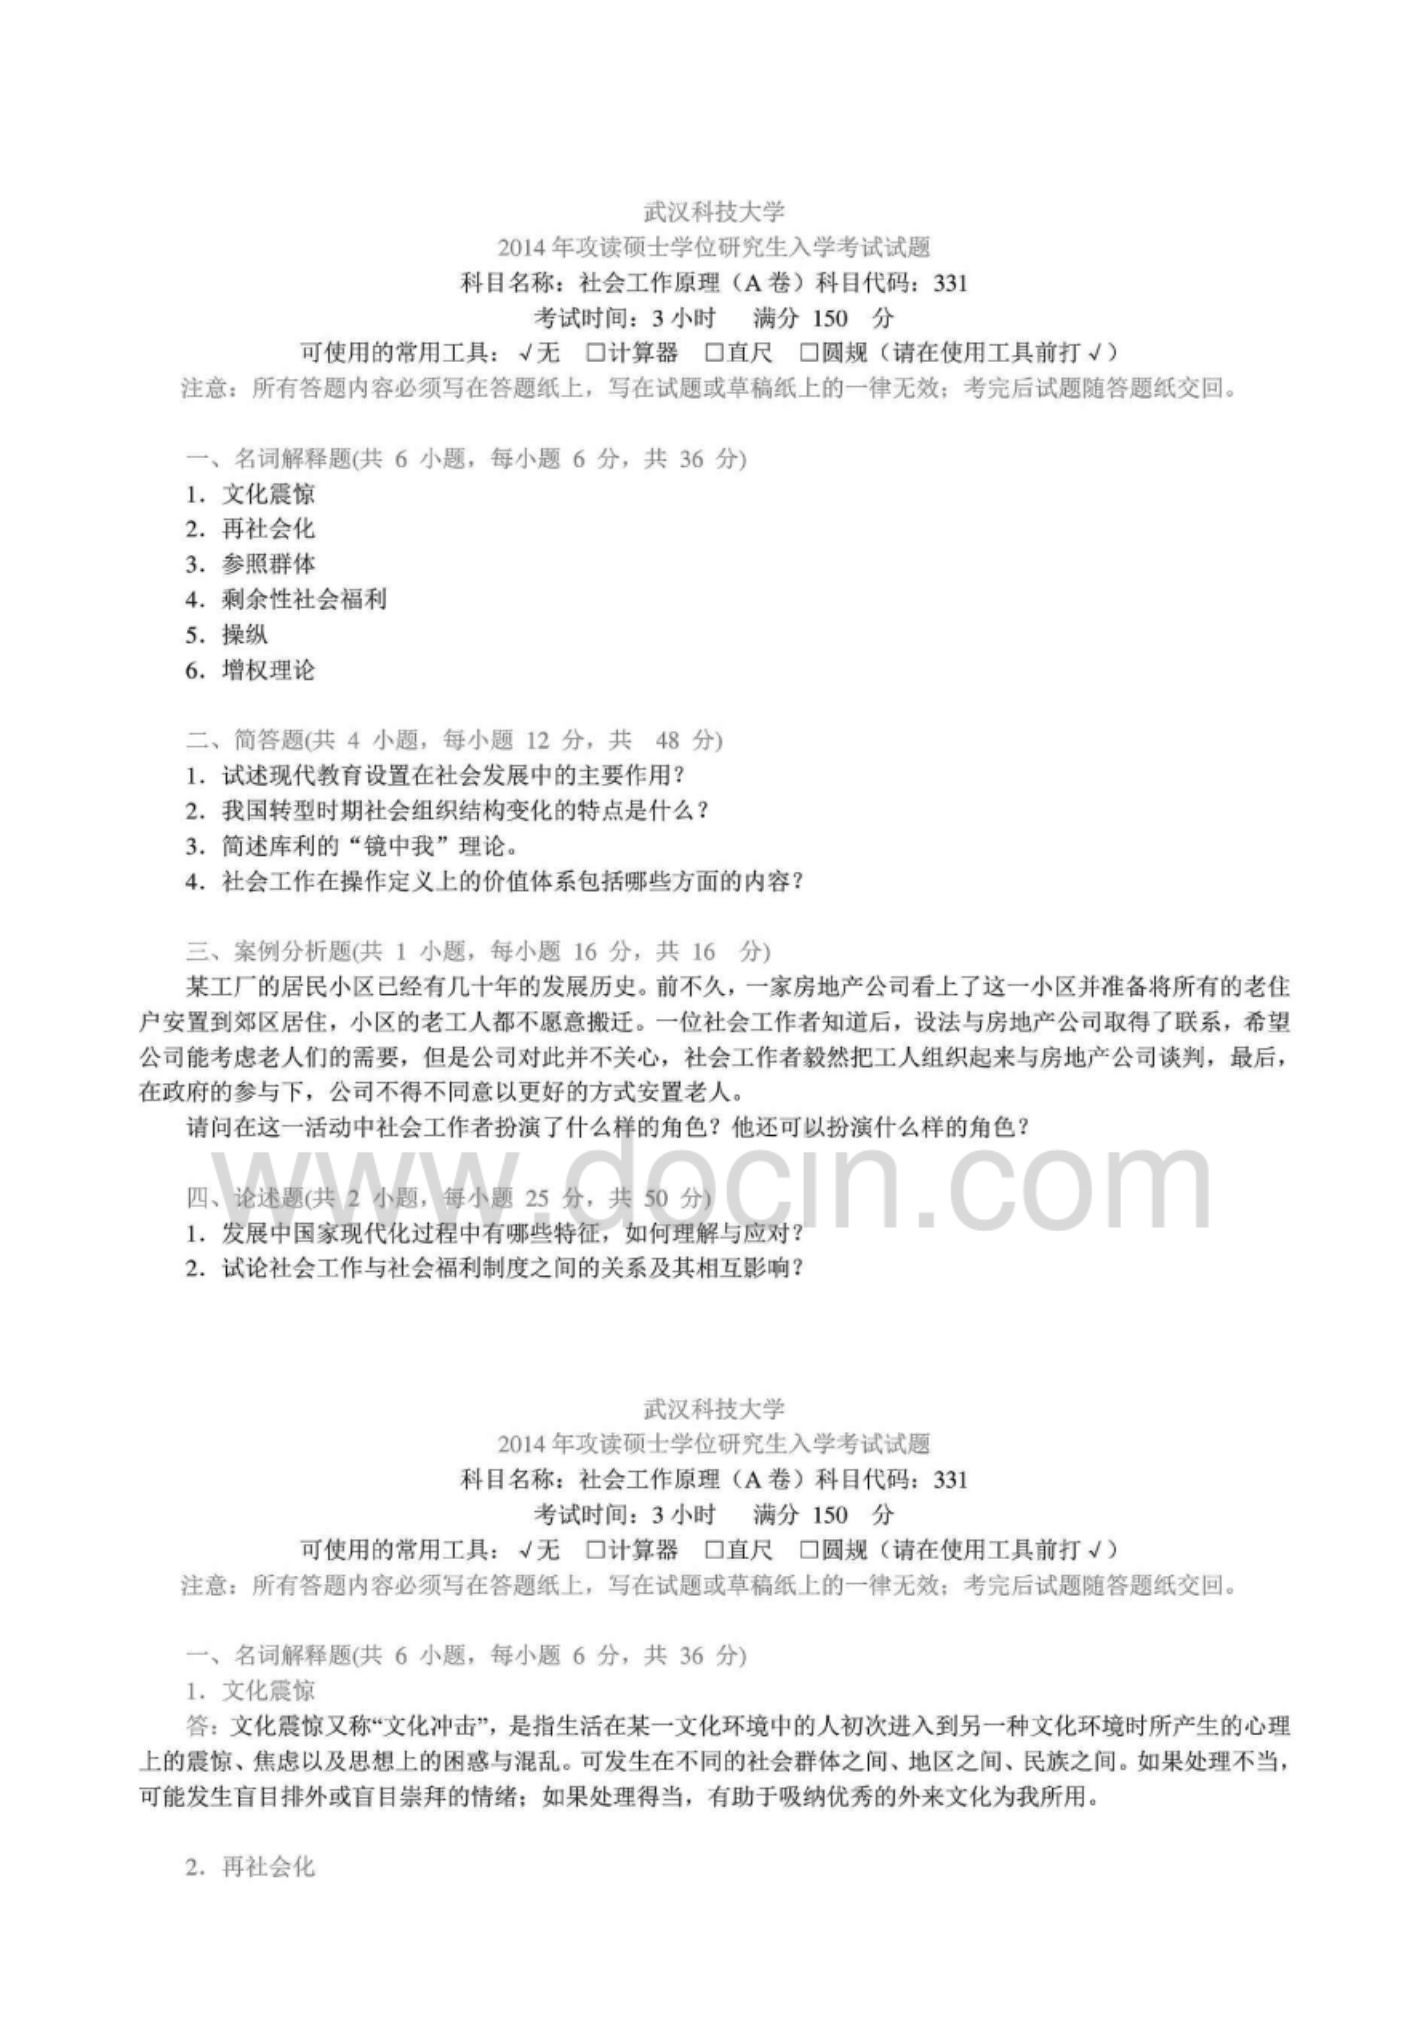 武汉科技大学
2014 年攻读硕士学位研究生入学考试试题
科目名称：社会工作原理（A 卷）科目代码：331
考试时间：3 小时 满分 150 分
可使用的常用工具：√无 □计算器 □直尺 □圆规（请在使用工具前打√）
注意：所有答题内容必须写在答题纸上，写在试题或草稿纸上的一律无效；考完后试题随答题纸交回。
一、名词解释题(共 6 小题，每小题 6 分，共 36 分)
1．文化震惊
2．再社会化
3．参照群体
4．剩余性社会福利
5．操纵
6．增权理论
二、简答题(共 4 小题，每小题 12 分，共 48 分)
1．试述现代教育设置在社会发展中的主要作用？
2．我国转型时期社会组织结构变化的特点是什么？
3．简述库利的“镜中我”理论。
4．社会工作在操作定义上的价值体系包括哪些方面的内容？
三、案例分析题(共 1 小题，每小题 16 分，共 16 分)
某工厂的居民小区已经有几十年的发展历史。前不久，一家房地产公司看上了这一小区并准备将所有的老住
户安置到郊区居住，小区的老工人都不愿意搬迁。一位社会工作者知道后，设法与房地产公司取得了联系，希望
公司能考虑老人们的需要，但是公司对此并不关心，社会工作者毅然把工人组织起来与房地产公司谈判，最后，
在政府的参与下，公司不得不同意以更好的方式安置老人。
请问在这一活动中社会工作者扮演了什么样的角色？他还可以扮演什么样的角色？
www.docin.com
四、论述题(共 2 小题，每小题 25 分，共 50 分)
1．发展中国家现代化过程中有哪些特征，如何理解与应对？
2．试论社会工作与社会福利制度之间的关系及其相互影响？
武汉科技大学
2014 年攻读硕士学位研究生入学考试试题
科目名称：社会工作原理（A 卷）科目代码：331
考试时间：3 小时 满分 150 分
可使用的常用工具：√无 □计算器 □直尺 □圆规（请在使用工具前打√）
注意：所有答题内容必须写在答题纸上，写在试题或草稿纸上的一律无效；考完后试题随答题纸交回。
一、名词解释题(共 6 小题，每小题 6 分，共 36 分)
1．文化震惊
答：文化震惊又称“文化冲击”，是指生活在某一文化环境中的人初次进入到另一种文化环境时所产生的心理
上的震惊、焦虑以及思想上的困惑与混乱。可发生在不同的社会群体之间、地区之间、民族之间。如果处理不当，
可能发生盲目排外或盲目崇拜的情绪；如果处理得当，有助于吸纳优秀的外来文化为我所用。
2．再社会化